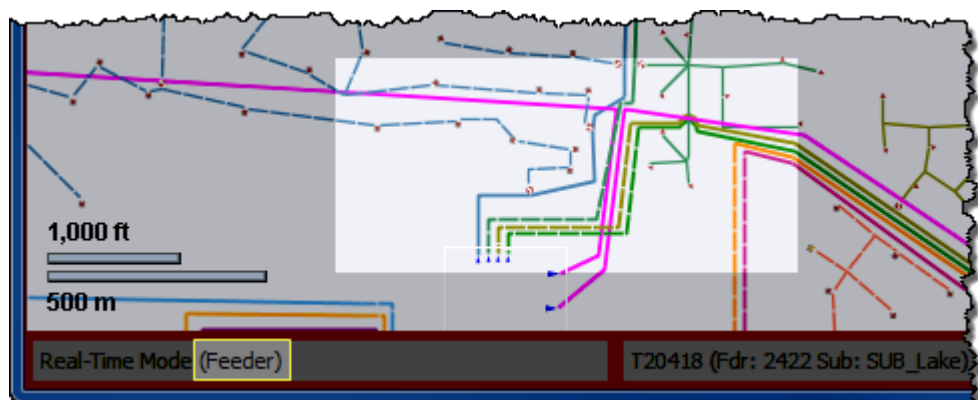 1,000 ft
500 m
Real-Time Mode (Feeder)
T20418 (Fdr: 2422 Sub: SUB_Lake)